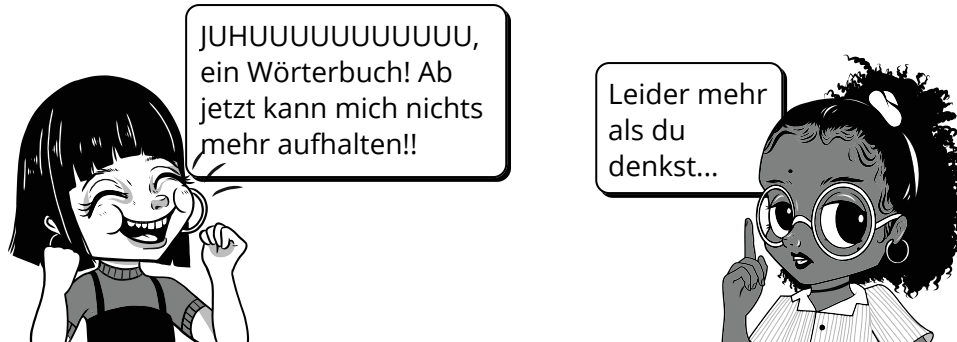 JUHUUUUUUUUUUU,
ein Wörterbuch! Ab
jetzt kann mich nichts
mehr aufhalten!!
Leider mehr
als du
denkst...